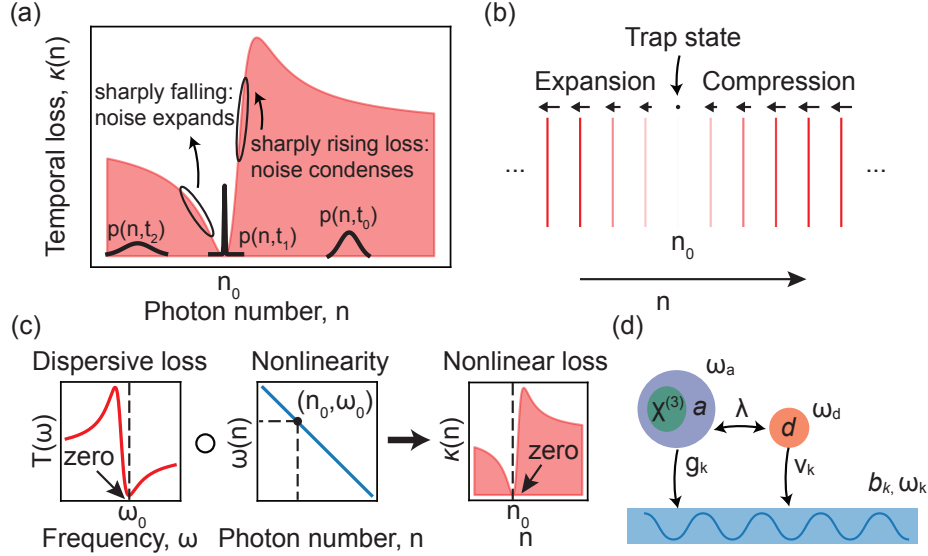 (a)
Temporal loss, κ(n)
sharply falling:
noise expands
sharply rising loss:
noise condenses
p(n,t₂)
p(n,t₁)
p(n,t₀)
n₀
Photon number, n
(b)
Trap state
Expansion
Compression
...
...
n₀
n
(c)
Dispersive loss
T(ω)
zero
ω₀
Frequency, ω
Nonlinearity
ω(n)
(n₀,ω₀)
Photon number, n
Nonlinear loss
κ(n)
zero
n₀
n
(d)
ωₐ
χ⁽³⁾
a
λ
d
ω_d
gₖ
vₖ
bₖ, ωₖ